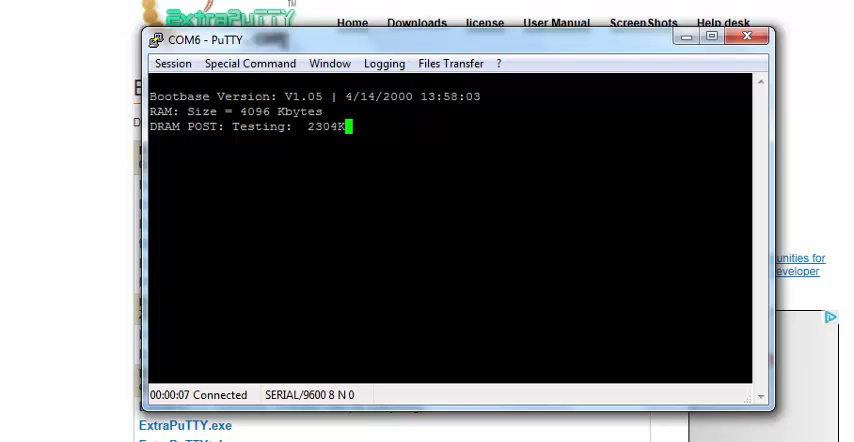 ExtraPuTTY
Home Downloads license User Manual ScreenShots Help desk
COM6 - PuTTY
Session Special Command Window Logging Files Transfer ?
Bootbase Version: V1.05 | 4/14/2000 13:58:03
RAM: Size = 4096 Kbytes
DRAM POST: Testing: 2304K
unities for
eveloper
00:00:07 Connected SERIAL/9600 8 N 0
ExtraPuTTY.exe